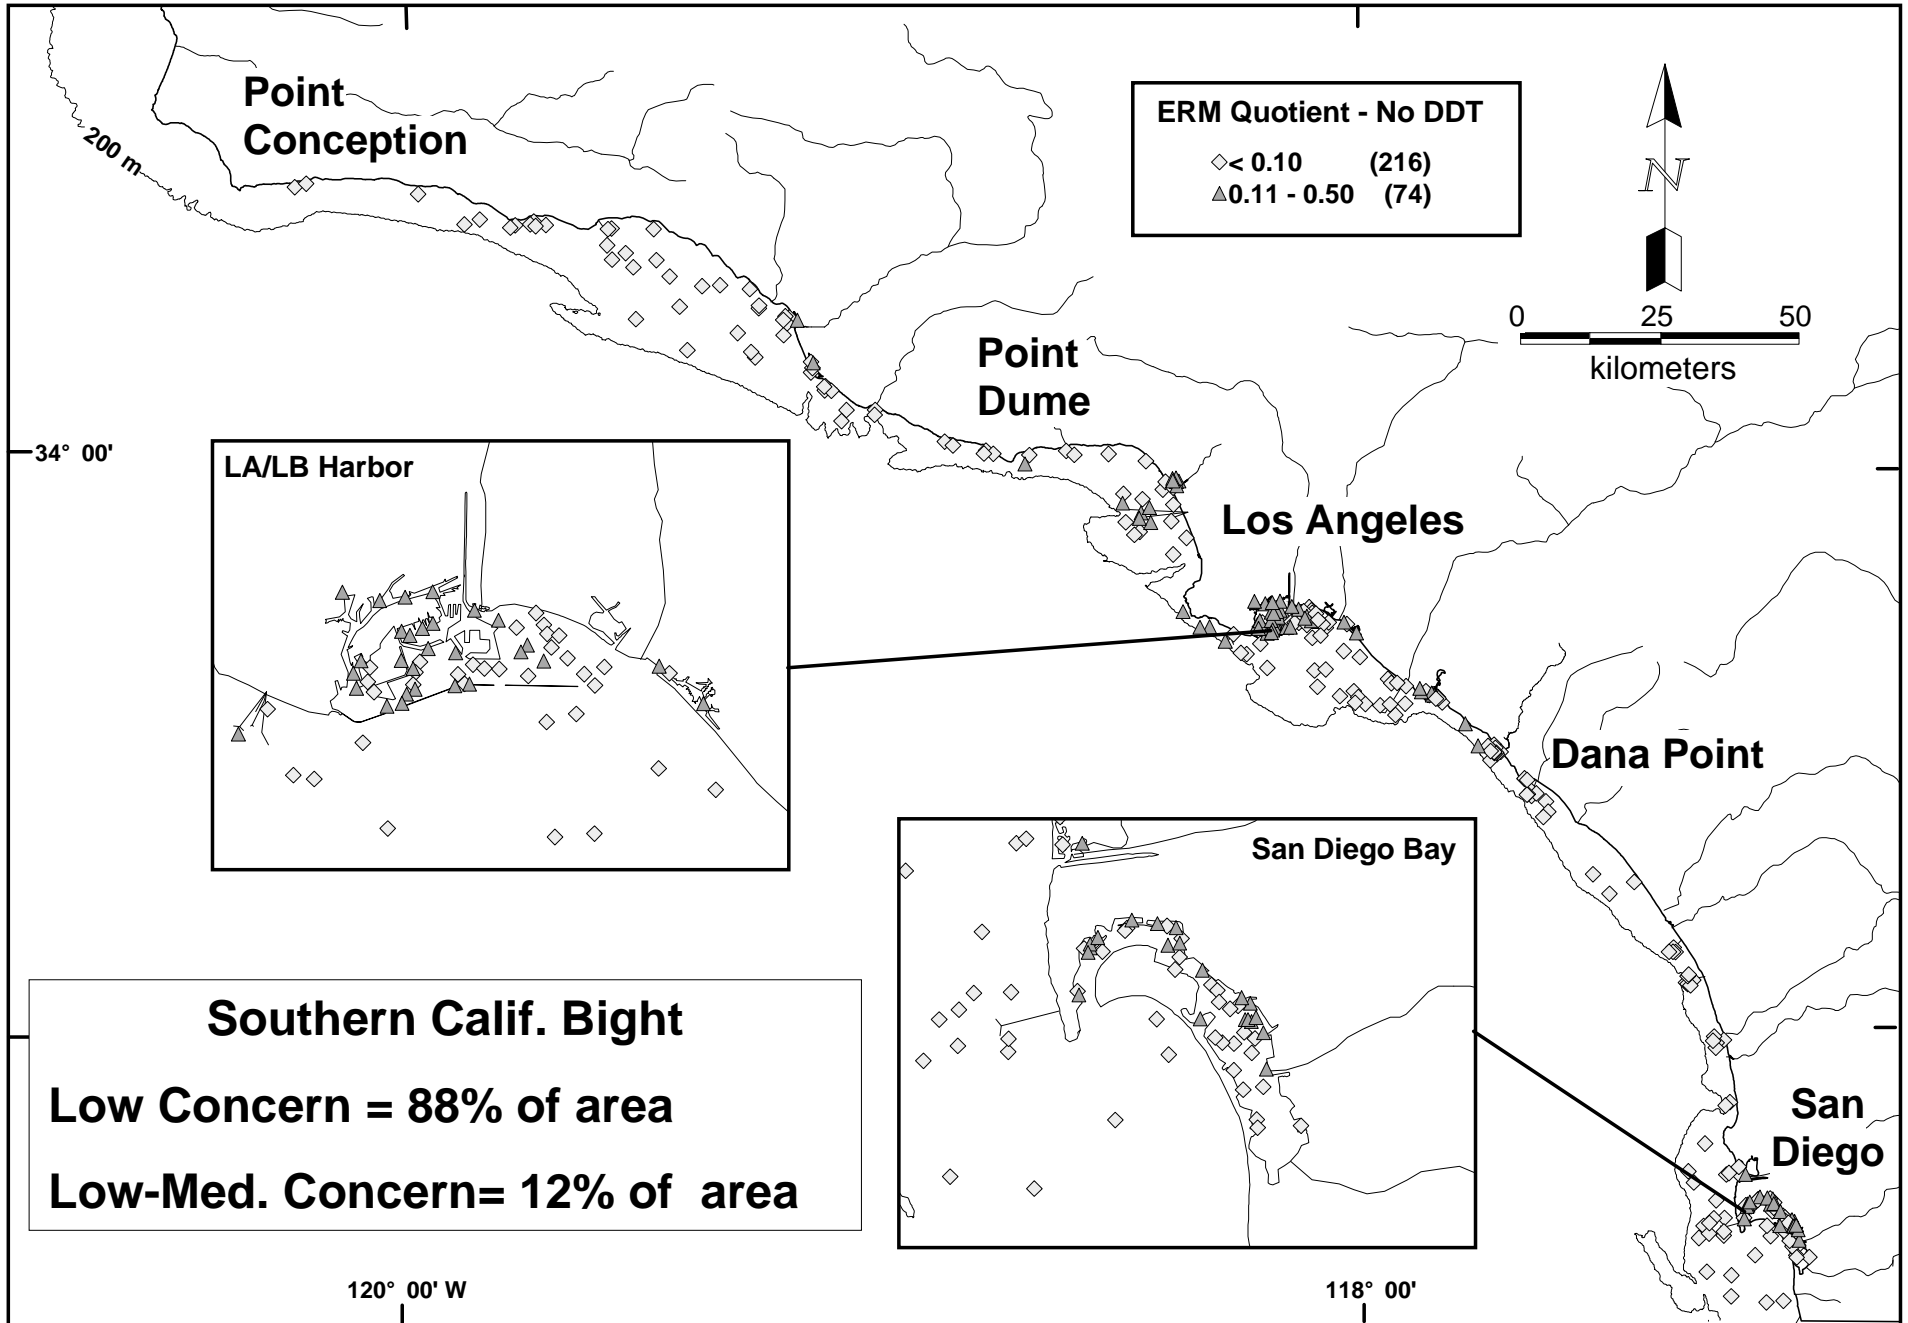 Point
Conception
200 m
ERM Quotient - No DDT
< 0.10 (216)
0.11 - 0.50 (74)
N
0 25 50
kilometers
Point
Dume
34° 00'
LA/LB Harbor
Los Angeles
Dana Point
San Diego Bay
Southern Calif. Bight
Low Concern = 88% of area
Low-Med. Concern= 12% of area
San
Diego
120° 00' W
118° 00'